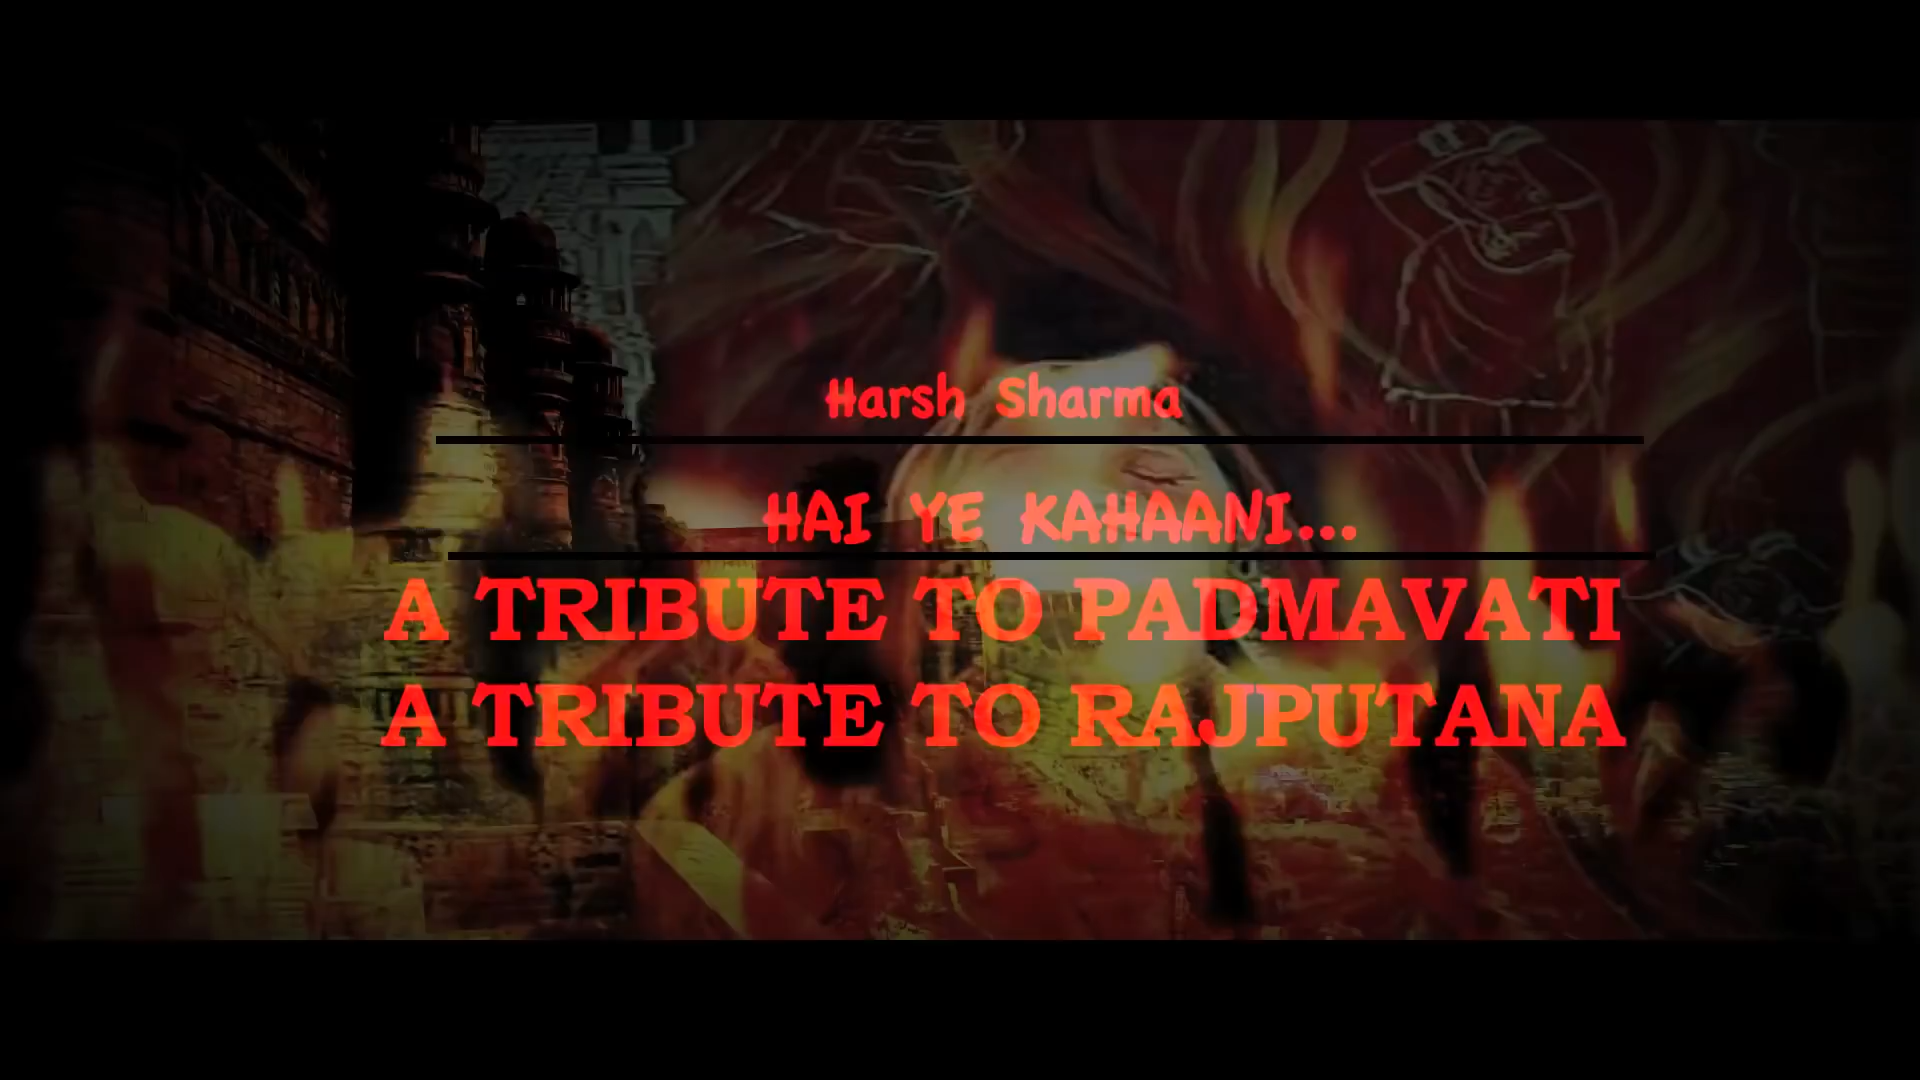 Harsh Sharma
HAI YE KAHAANI...
A TRIBUTE TO PADMAVATI
A TRIBUTE TO RAJPUTANA